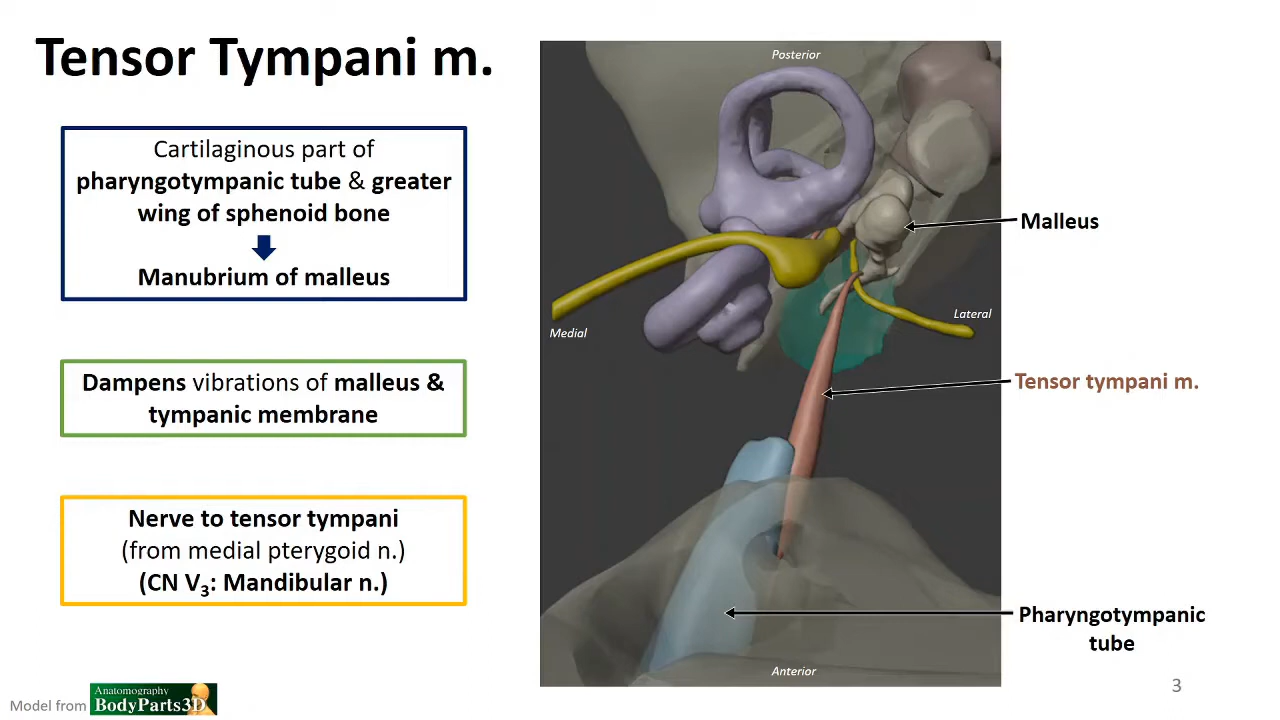 Tensor Tympani m.
Cartilaginous part of
pharyngotympanic tube & greater
wing of sphenoid bone
Manubrium of malleus
Dampens vibrations of malleus &
tympanic membrane
Nerve to tensor tympani
(from medial pterygoid n.)
(CN V₃: Mandibular n.)
Posterior
Malleus
Lateral
Medial
Tensor tympani m.
Pharyngotympanic
tube
Anterior
3
Model from
Anatomography
BodyParts3D